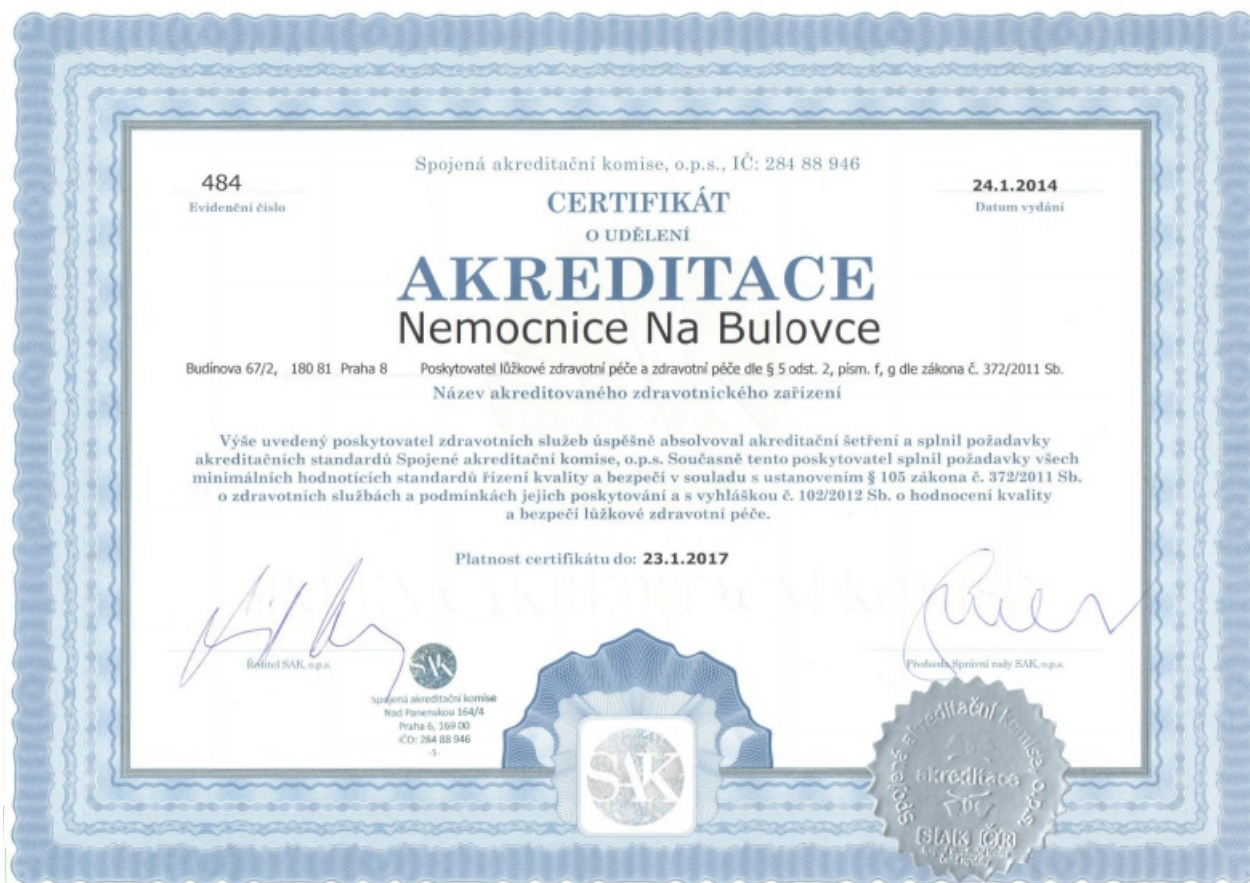 Spojená akreditační komise, o.p.s., IČ: 284 88 946
484
Evidenční číslo
24.1.2014
Datum vydání
CERTIFIKÁT
O UDĚLENÍ
AKREDITACE
Nemocnice Na Bulovce
Budínova 67/2, 180 81 Praha 8 Poskytovatel lůžkové zdravotní péče a zdravotní péče dle § 5 odst. 2, písm. f, g dle zákona č. 372/2011 Sb.
Název akreditovaného zdravotnického zařízení
Výše uvedený poskytovatel zdravotních služeb úspěšně absolvoval akreditační šetření a splnil požadavky
akreditačních standardů Spojené akreditační komise, o.p.s. Současně tento poskytovatel splnil požadavky všech
minimálních hodnotících standardů řízení kvality a bezpečí v souladu s ustanovením § 105 zákona č. 372/2011 Sb.
o zdravotních službách a podmínkách jejich poskytování a s vyhláškou č. 102/2012 Sb. o hodnocení kvality
a bezpečí lůžkové zdravotní péče.
Platnost certifikátu do: 23.1.2017
Ředitel SAK, o.p.s.
Předseda Správní rady SAK, o.p.s.
SAK
Spojená akreditační komise
Nad Panenskou 164/4
Praha 6, 169 00
IČO: 284 88 946
-1-
SAK
Spojená akreditační komise, o.p.s.
akreditace
SAK ČR